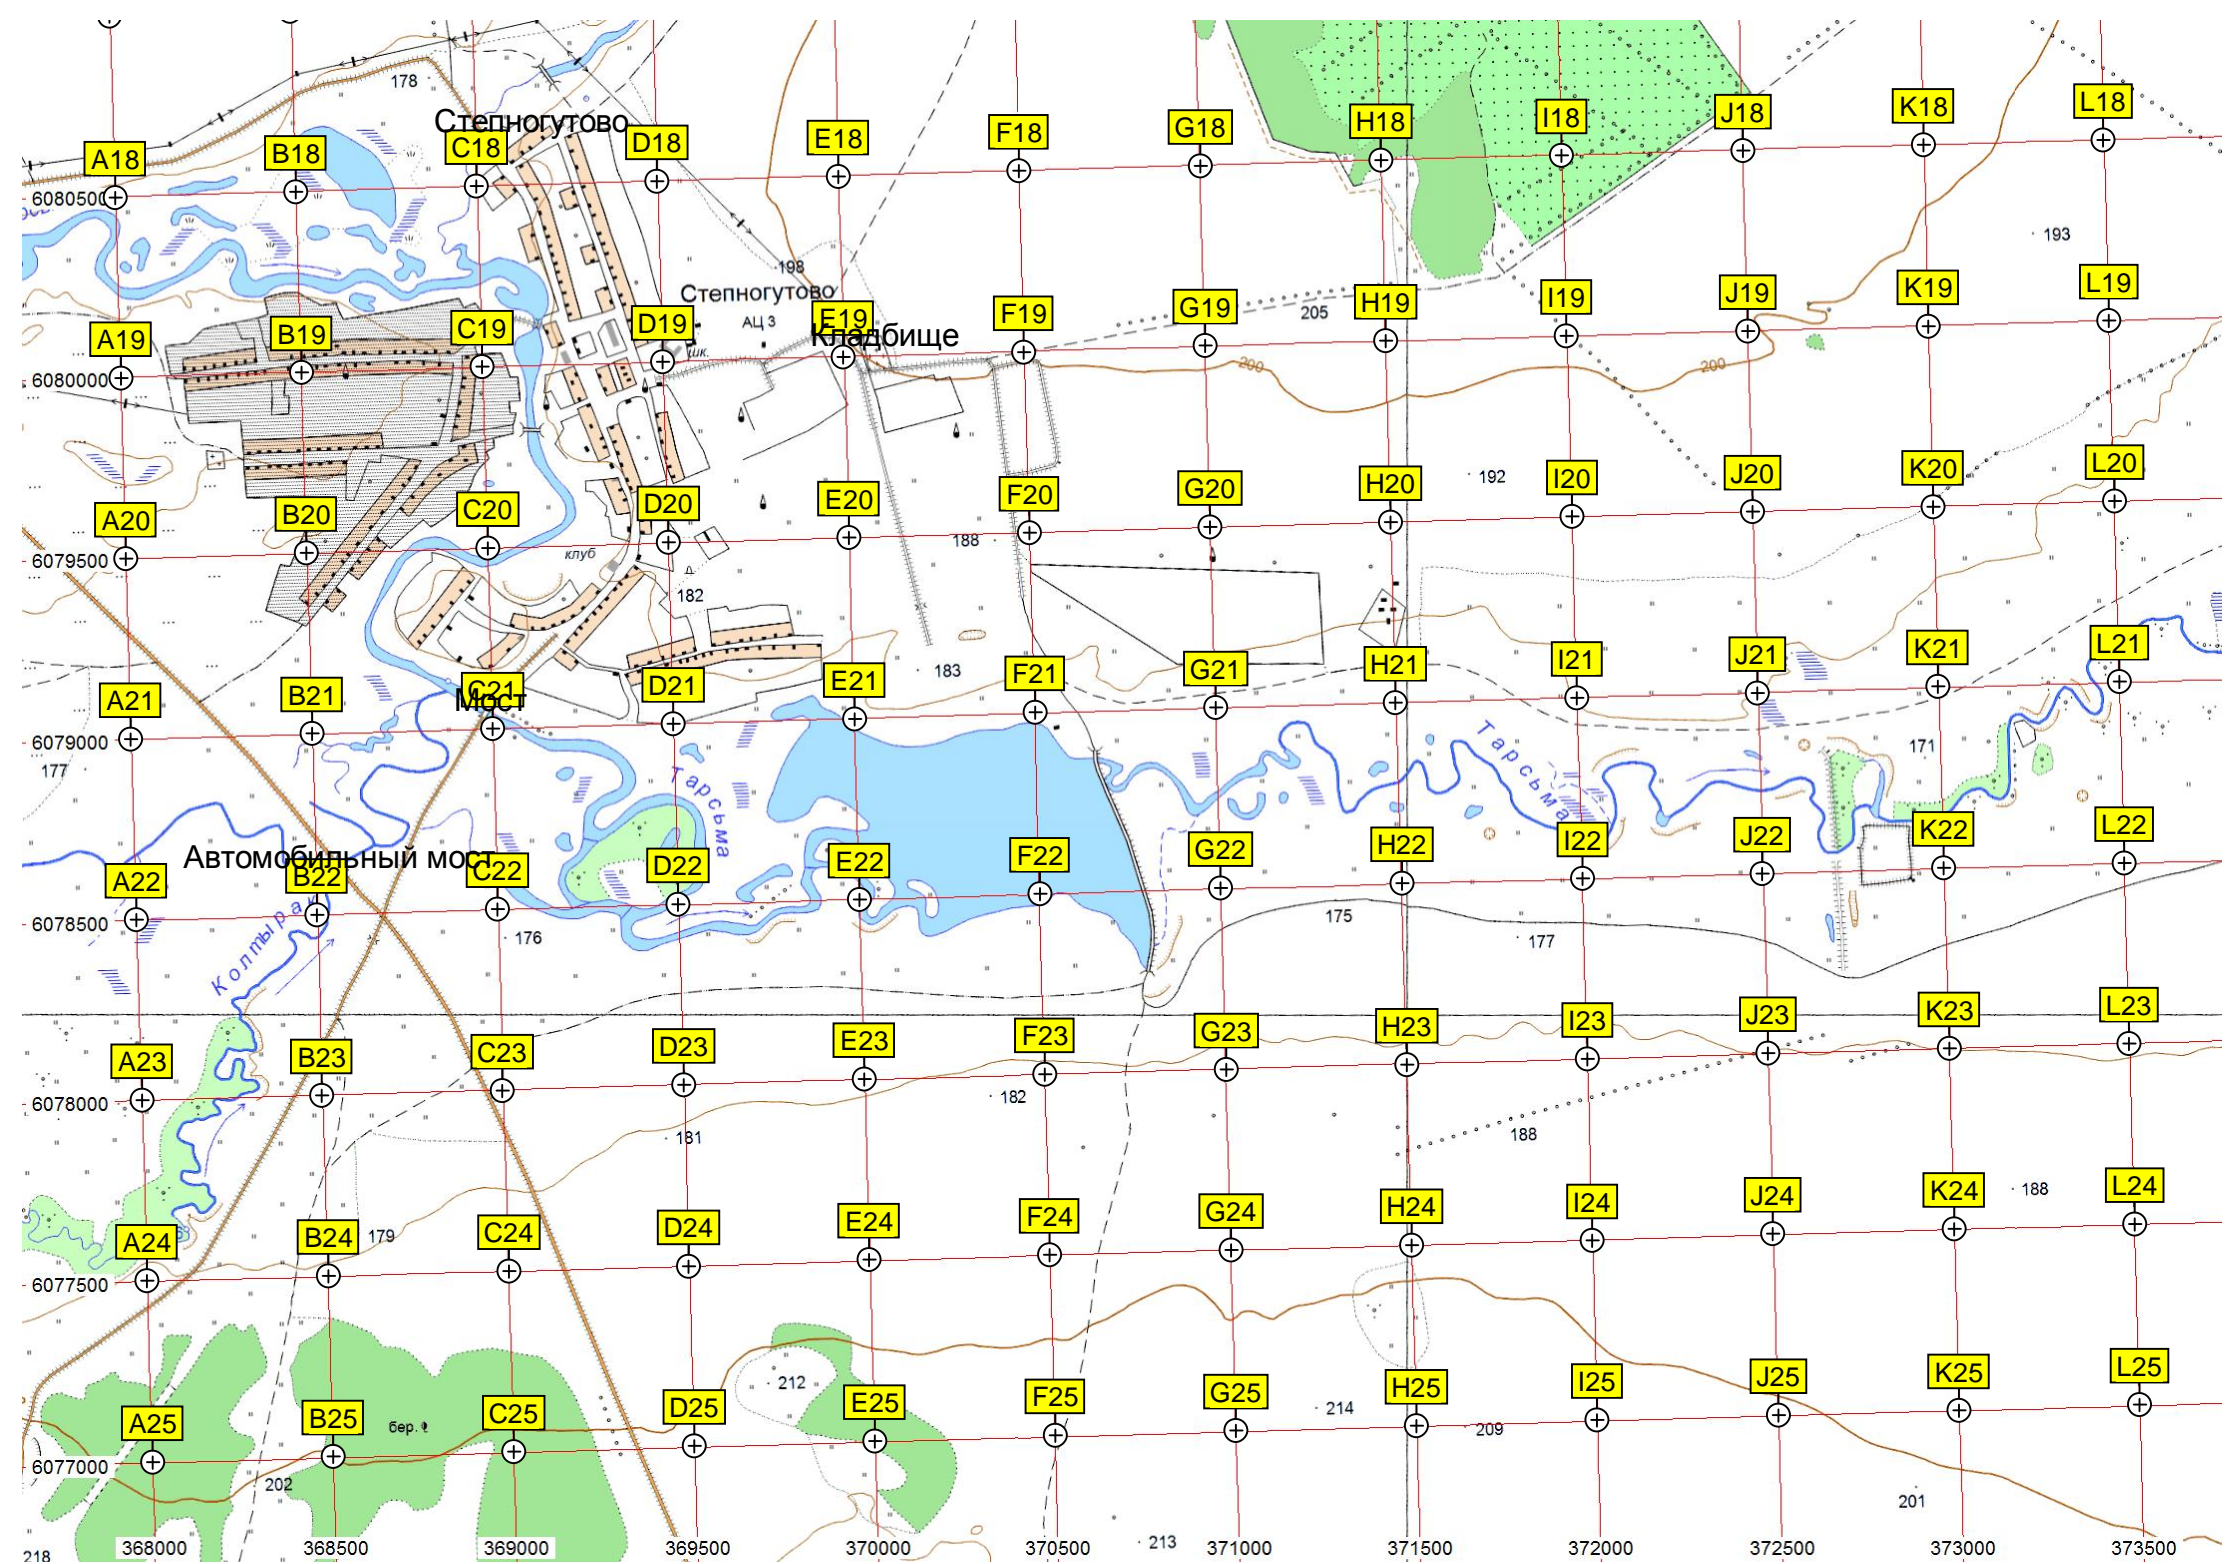 178
Степногутово
A18 B18 C18 D18 E18 F18 G18 H18 I18 J18 K18 L18
6080500
193
198
Степногутово
АЦ 3
205
A19 B19 C19 D19 E19 F19 G19 H19 I19 J19 K19 L19
Кладбище
шк.
200
200
6080000
192
A20 B20 C20 D20 E20 F20 G20 H20 I20 J20 K20 L20
188
клуб
6079500
182
183
A21 B21 C21 D21 E21 F21 G21 H21 I21 J21 K21 L21
Мост
6079000
177
171
Тарсьма
Тарсьма
Автомобильный мост
A22 B22 C22 D22 E22 F22 G22 H22 I22 J22 K22 L22
6078500
Колтырак
176
175
177
A23 B23 C23 D23 E23 F23 G23 H23 I23 J23 K23 L23
6078000
182
181
188
188
179
A24 B24 C24 D24 E24 F24 G24 H24 I24 J24 K24 L24
6077500
212
A25 B25 C25 D25 E25 F25 G25 H25 I25 J25 K25 L25
бер.
214
209
6077000
202
201
213
218
368000 368500 369000 369500 370000 370500 371000 371500 372000 372500 373000 373500